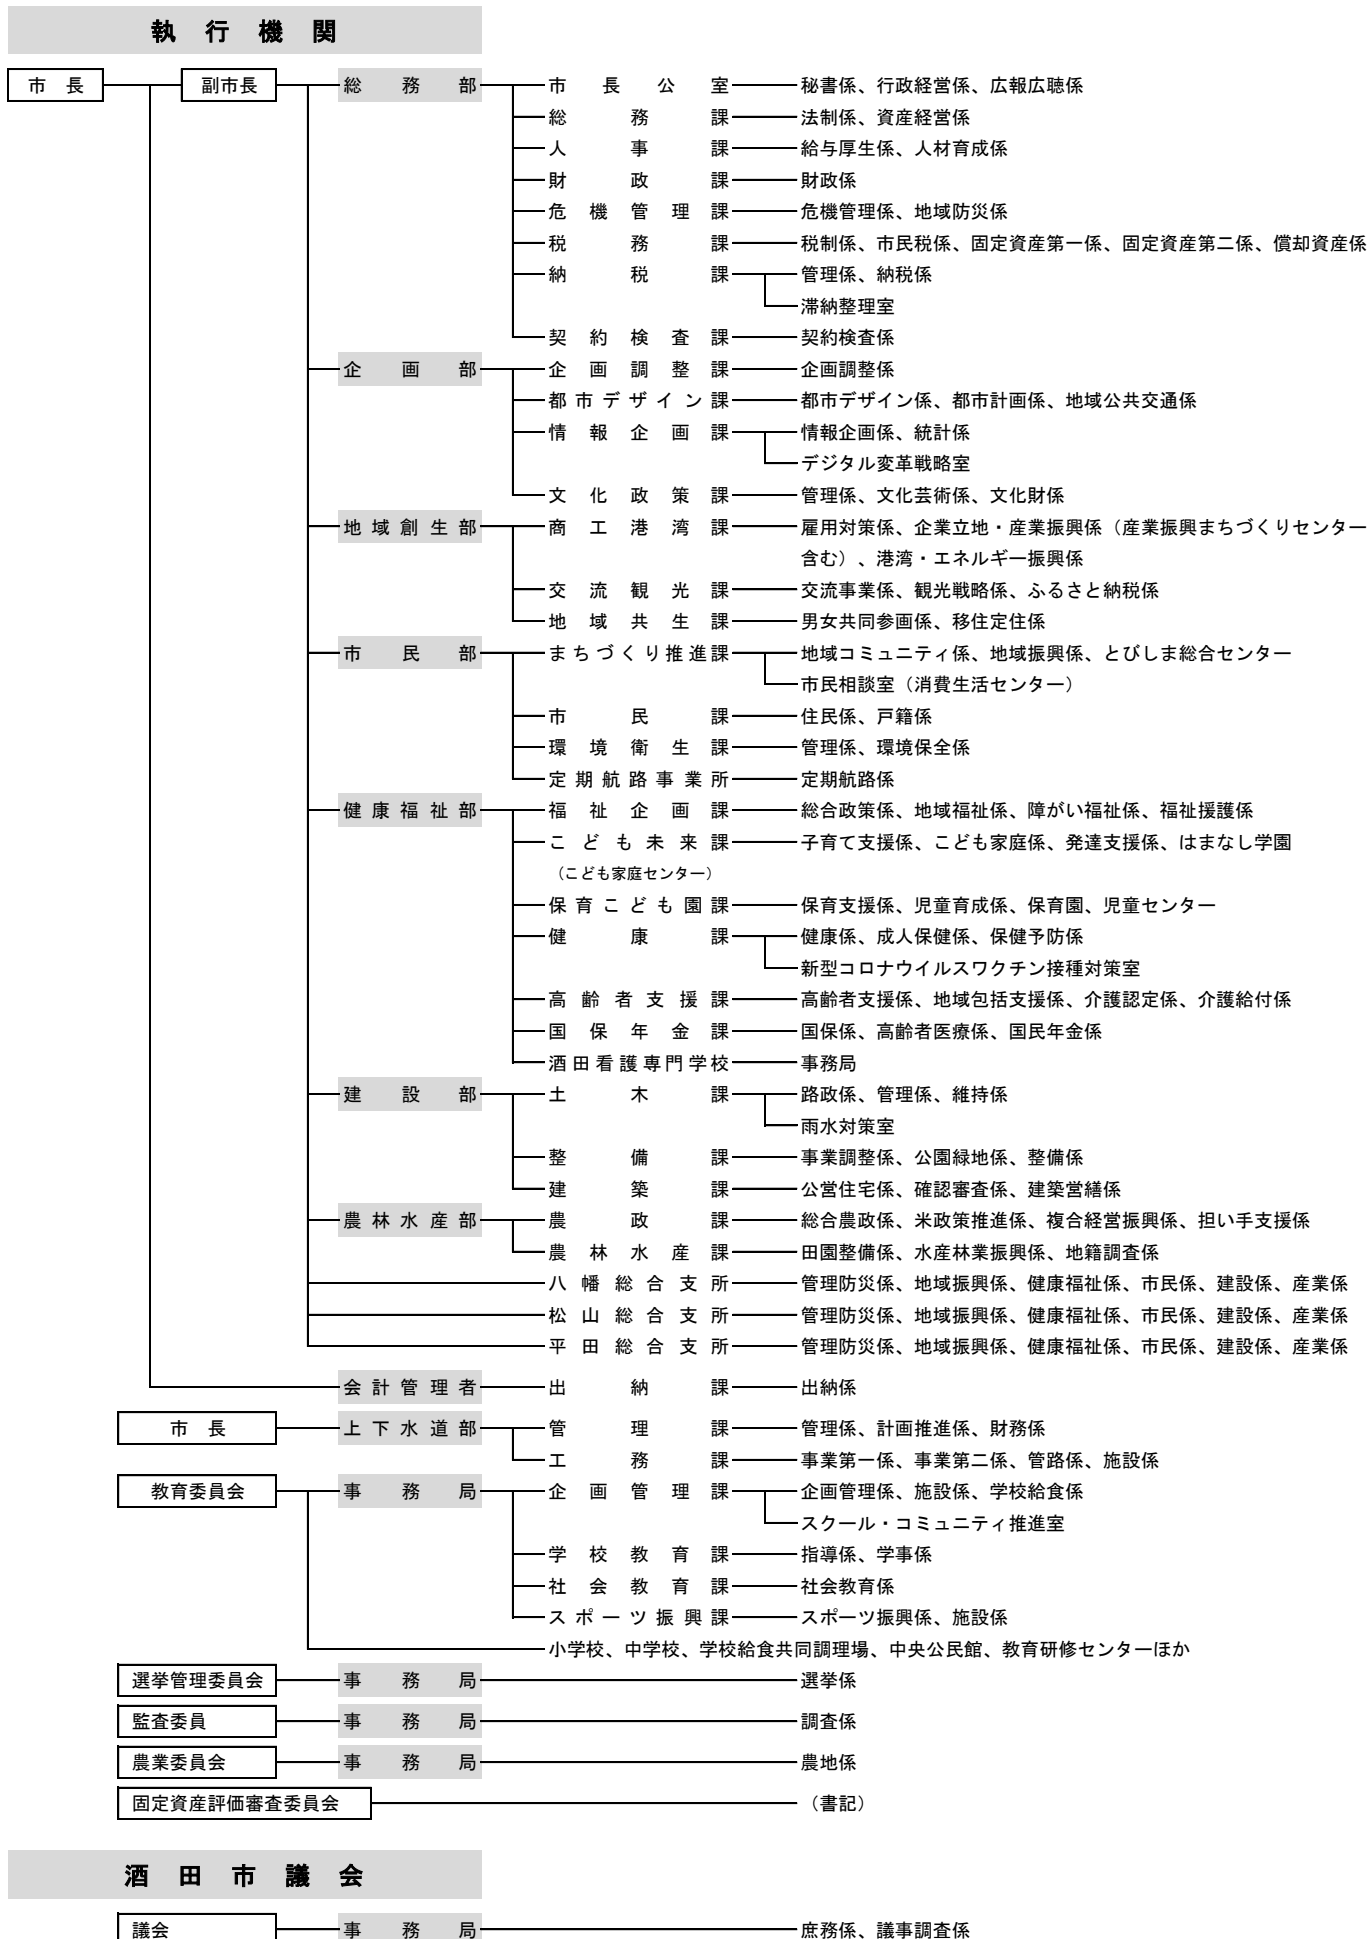 執行機関
市長 副市長 総務部 市長公室 秘書係、行政経営係、広報広聴係
総務課 法制係、資産経営係
人事課 給与厚生係、人材育成係
財政課 財政係
危機管理課 危機管理係、地域防災係
税務課 税制係、市民税係、固定資産第一係、固定資産第二係、償却資産係
納税課 管理係、納税係
滞納整理室
契約検査課 契約検査係
企画部 企画調整課 企画調整係
都市デザイン課 都市デザイン係、都市計画係、地域公共交通係
情報企画課 情報企画係、統計係
デジタル変革戦略室
文化政策課 管理係、文化芸術係、文化財係
地域創生部 商工港湾課 雇用対策係、企業立地・産業振興係（産業振興まちづくりセンター
含む）、港湾・エネルギー振興係
交流観光課 交流事業係、観光戦略係、ふるさと納税係
地域共生課 男女共同参画係、移住定住係
市民部 まちづくり推進課 地域コミュニティ係、地域振興係、とびしま総合センター
市民相談室（消費生活センター）
市民課 住民係、戸籍係
環境衛生課 管理係、環境保全係
定期航路事業所 定期航路係
健康福祉部 福祉企画課 総合政策係、地域福祉係、障がい福祉係、福祉援護係
こども未来課 子育て支援係、こども家庭係、発達支援係、はまなし学園
（こども家庭センター）
保育こども園課 保育支援係、児童育成係、保育園、児童センター
健康課 健康係、成人保健係、保健予防係
新型コロナウイルスワクチン接種対策室
高齢者支援課 高齢者支援係、地域包括支援係、介護認定係、介護給付係
国保年金課 国保係、高齢者医療係、国民年金係
酒田看護専門学校 事務局
建設部 土木課 路政係、管理係、維持係
雨水対策室
整備課 事業調整係、公園緑地係、整備係
建築課 公営住宅係、確認審査係、建築営繕係
農林水産部 農政課 総合農政係、米政策推進係、複合経営振興係、担い手支援係
農林水産課 田園整備係、水産林業振興係、地籍調査係
八幡総合支所 管理防災係、地域振興係、健康福祉係、市民係、建設係、産業係
松山総合支所 管理防災係、地域振興係、健康福祉係、市民係、建設係、産業係
平田総合支所 管理防災係、地域振興係、健康福祉係、市民係、建設係、産業係
会計管理者 出納課 出納係
市長 上下水道部 管理課 管理係、計画推進係、財務係
工務課 事業第一係、事業第二係、管路係、施設係
教育委員会 事務局 企画管理課 企画管理係、施設係、学校給食係
スクール・コミュニティ推進室
学校教育課 指導係、学事係
社会教育課 社会教育係
スポーツ振興課 スポーツ振興係、施設係
小学校、中学校、学校給食共同調理場、中央公民館、教育研修センターほか
選挙管理委員会 事務局 選挙係
監査委員 事務局 調査係
農業委員会 事務局 農地係
固定資産評価審査委員会 （書記）
酒田市議会
議会 事務局 庶務係、議事調査係